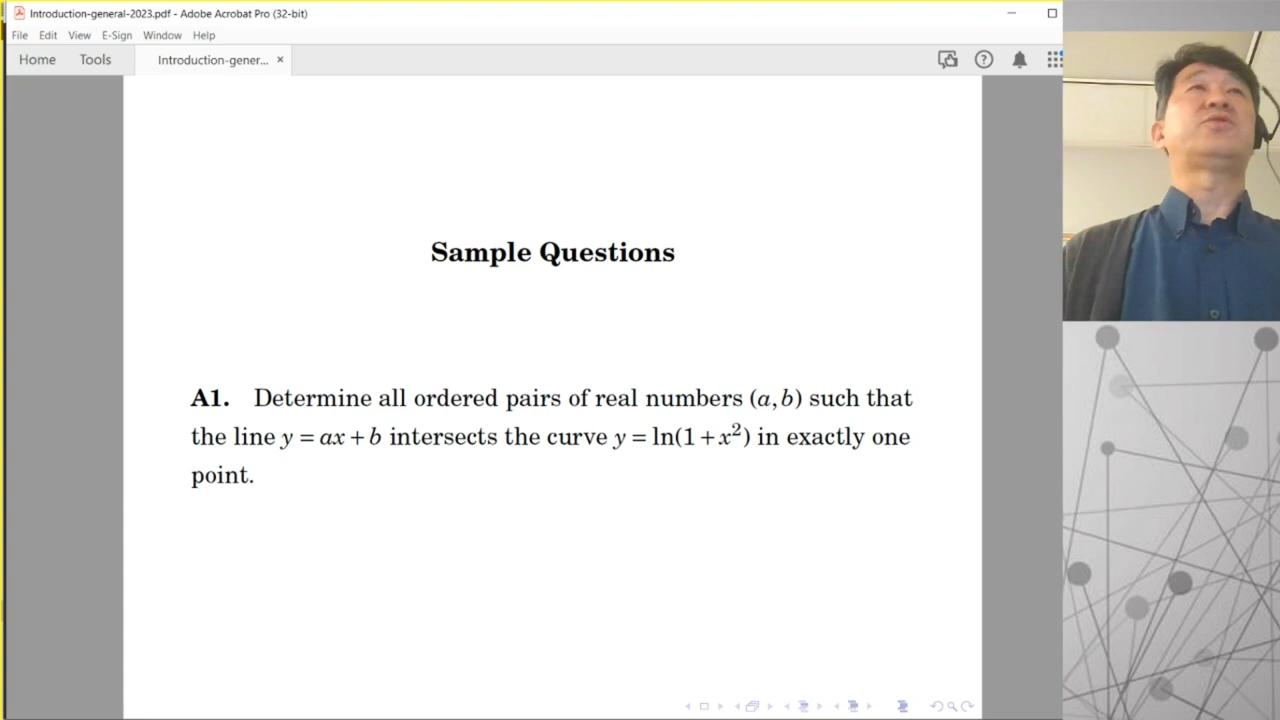 Introduction-general-2023.pdf - Adobe Acrobat Pro (32-bit)
File Edit View E-Sign Window Help
Home Tools Introduction-gener... ×
Sample Questions
A1. Determine all ordered pairs of real numbers (a, b) such that
the line y = ax + b intersects the curve y = ln(1 + x²) in exactly one
point.